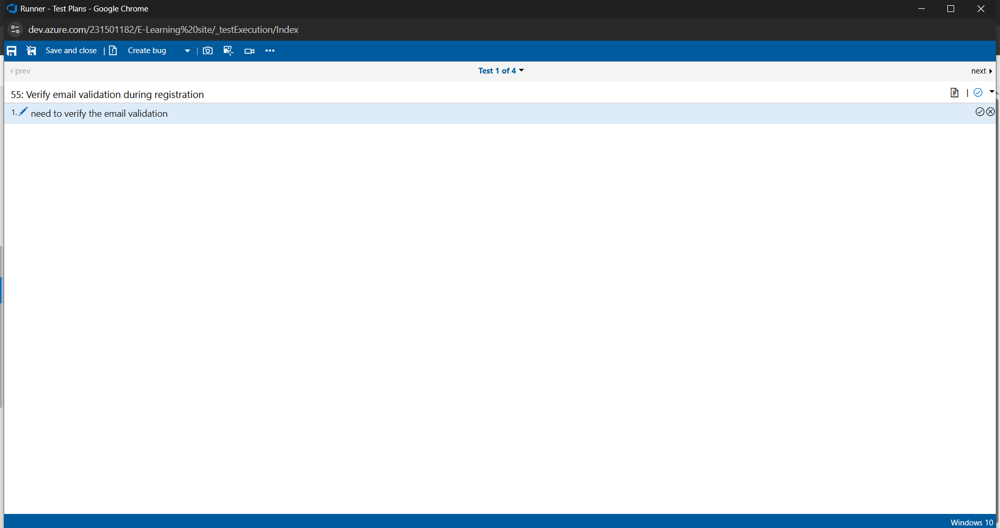 Runner - Test Plans - Google Chrome
dev.azure.com/231501182/E-Learning%20site/_testExecution/Index
Save and close | Create bug |
prev Test 1 of 4 next
55: Verify email validation during registration |
1. need to verify the email validation
Windows 10